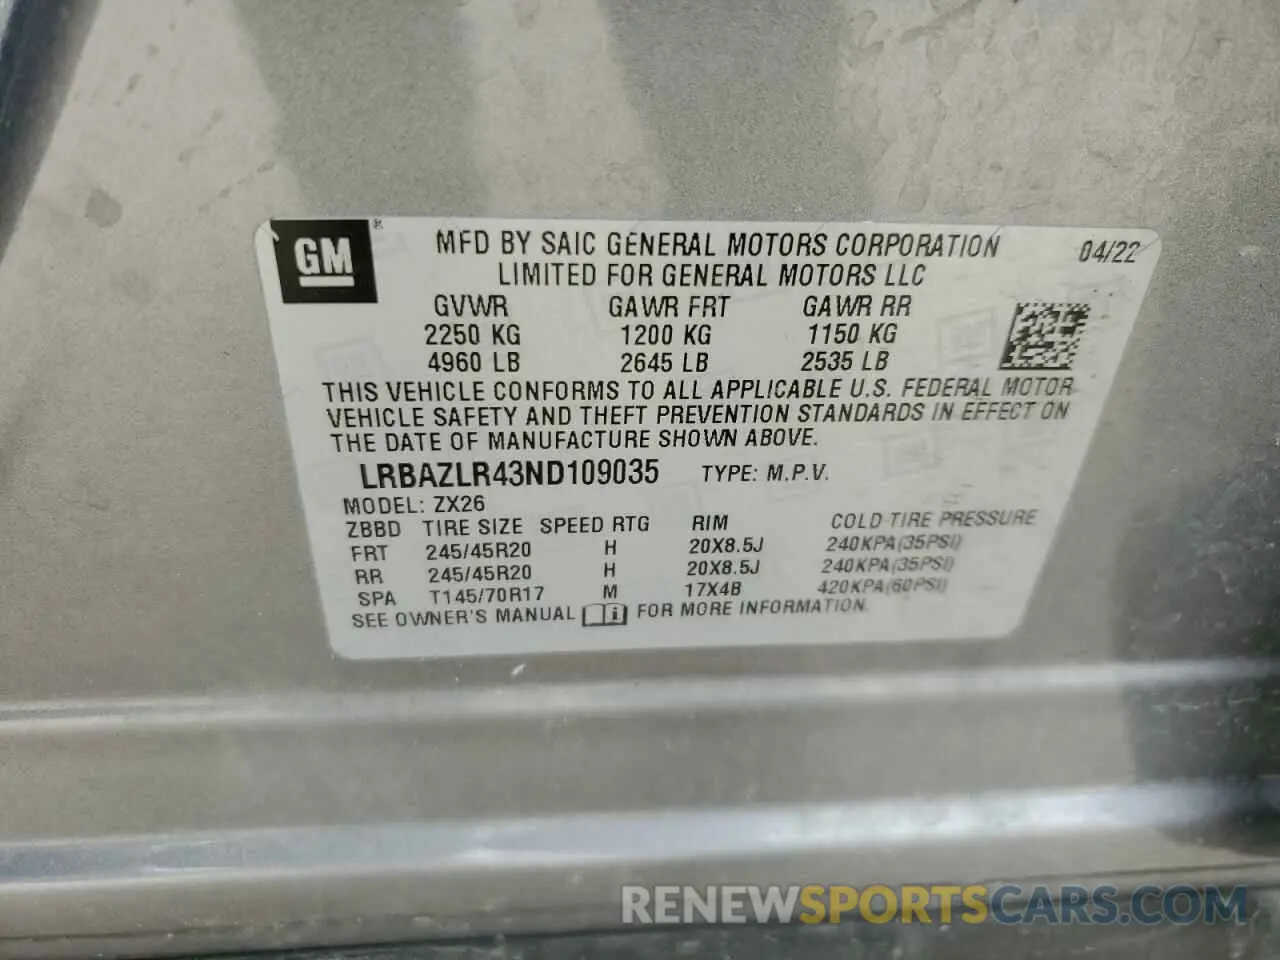 GM ®
MFD BY SAIC GENERAL MOTORS CORPORATION 04/22
LIMITED FOR GENERAL MOTORS LLC
GVWR GAWR FRT GAWR RR
2250 KG 1200 KG 1150 KG
4960 LB 2645 LB 2535 LB
THIS VEHICLE CONFORMS TO ALL APPLICABLE U.S. FEDERAL MOTOR
VEHICLE SAFETY AND THEFT PREVENTION STANDARDS IN EFFECT ON
THE DATE OF MANUFACTURE SHOWN ABOVE.
LRBAZLR43ND109035 TYPE: M.P.V.
MODEL: ZX26
ZBBD TIRE SIZE SPEED RTG RIM COLD TIRE PRESSURE
FRT 245/45R20 H 20X8.5J 240KPA(35PSI)
RR 245/45R20 H 20X8.5J 240KPA(35PSI)
SPA T145/70R17 M 17X4B 420KPA(60PSI)
SEE OWNER'S MANUAL i FOR MORE INFORMATION
RENEWSPORTSCARS.COM